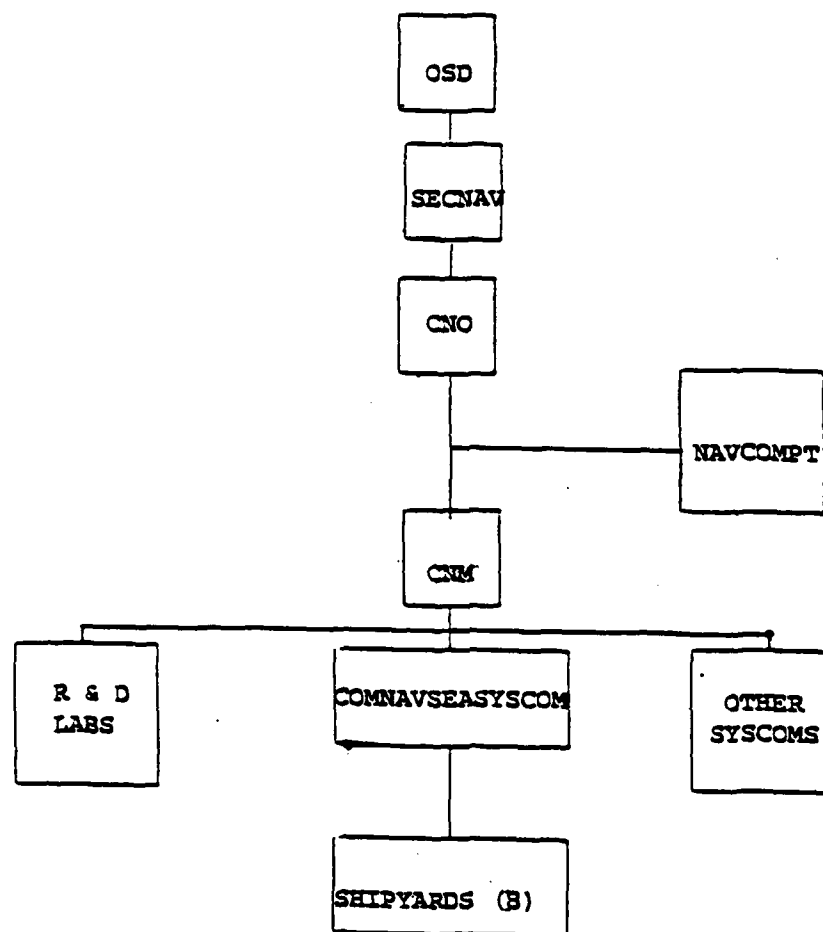 OSD
SECNAV
CNO
NAVCOMPT
CNM
R & D
LABS
COMNAVSEASYSCOM
OTHER
SYSCOMS
SHIPYARDS (8)